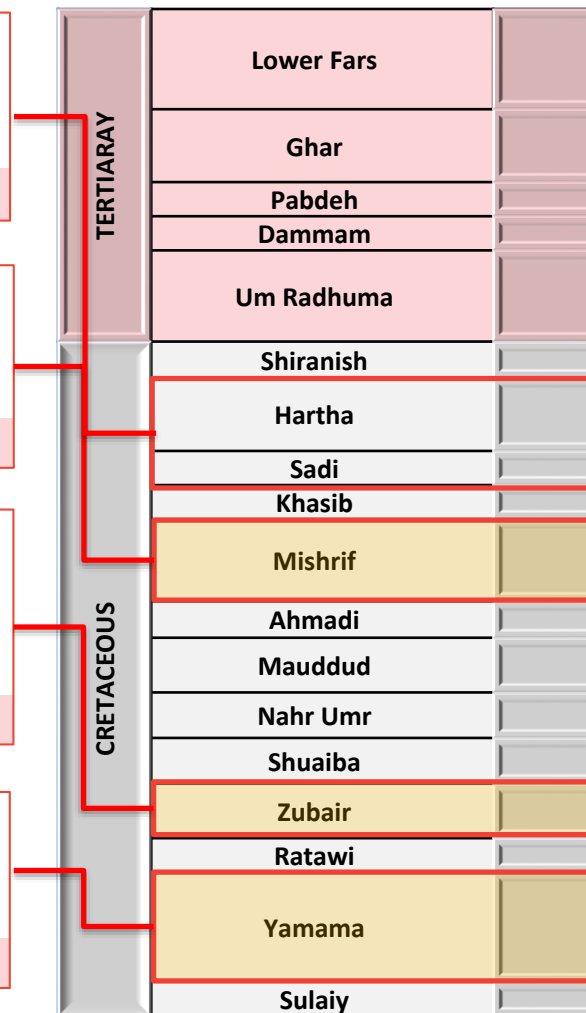 TERTIARAY
Lower Fars
Ghar
Pabdeh
Dammam
Um Radhuma
CRETACEOUS
Shiranish
Hartha
Sadi
Khasib
Mishrif
Ahmadi
Mauddud
Nahr Umr
Shuaiba
Zubair
Ratawi
Yamama
Sulaiy